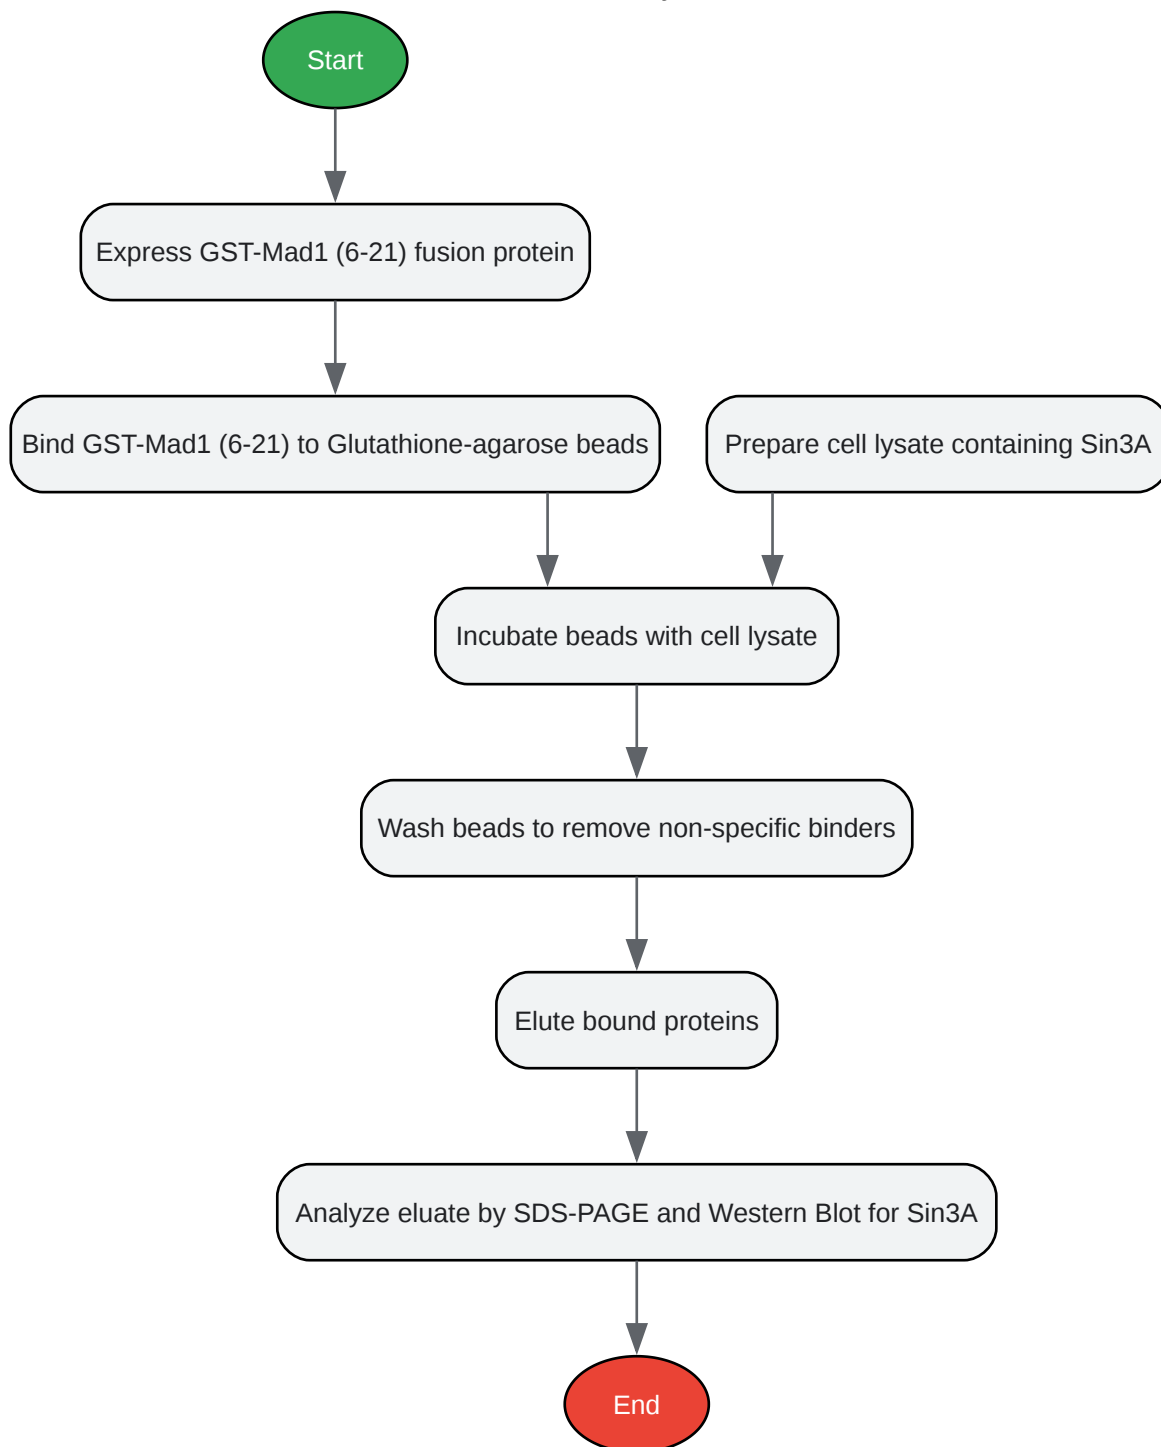 Start
Express GST-Mad1 (6-21) fusion protein
Bind GST-Mad1 (6-21) to Glutathione-agarose beads
Prepare cell lysate containing Sin3A
Incubate beads with cell lysate
Wash beads to remove non-specific binders
Elute bound proteins
Analyze eluate by SDS-PAGE and Western Blot for Sin3A
End